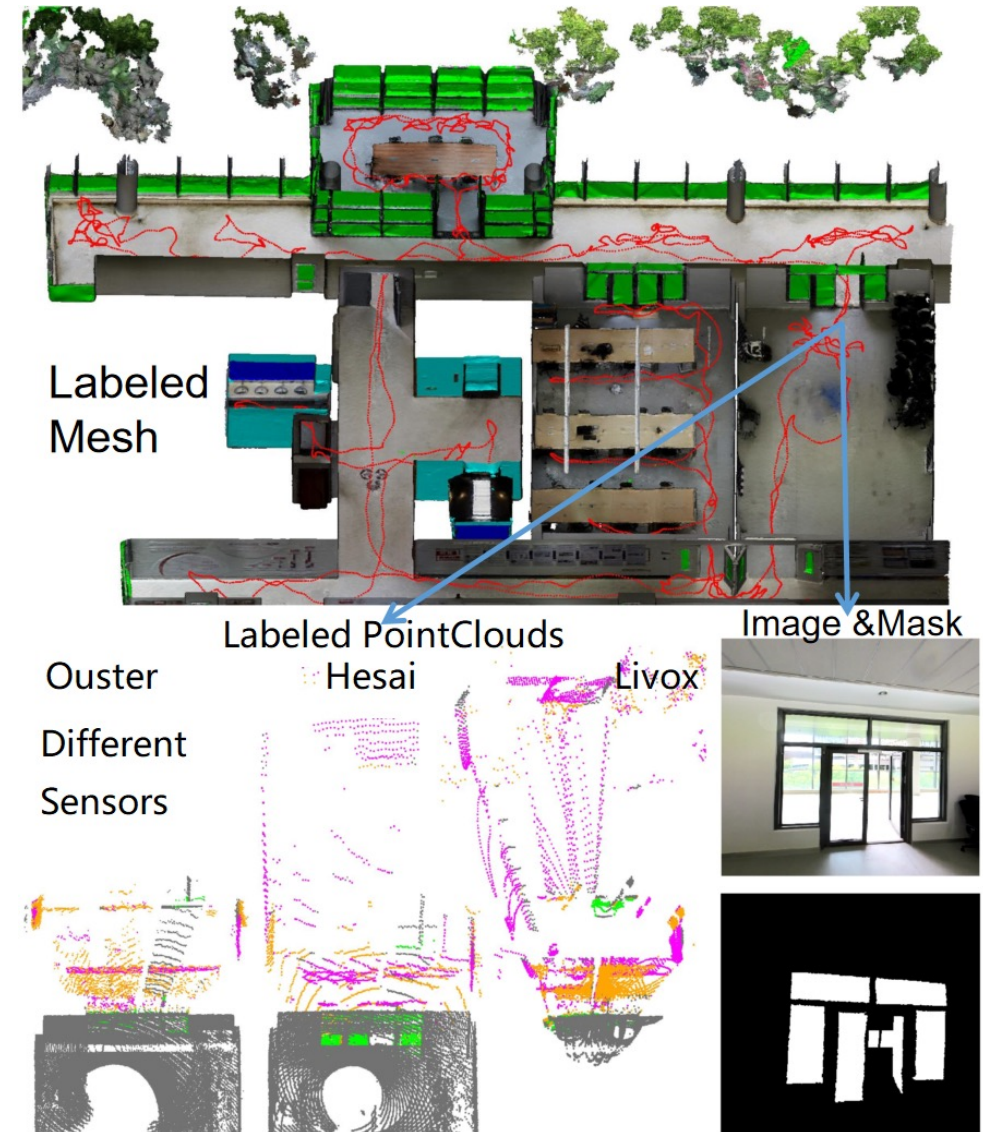 Labeled
Mesh
Labeled PointClouds
Image &Mask
Ouster
Hesai
Livox
Different
Sensors